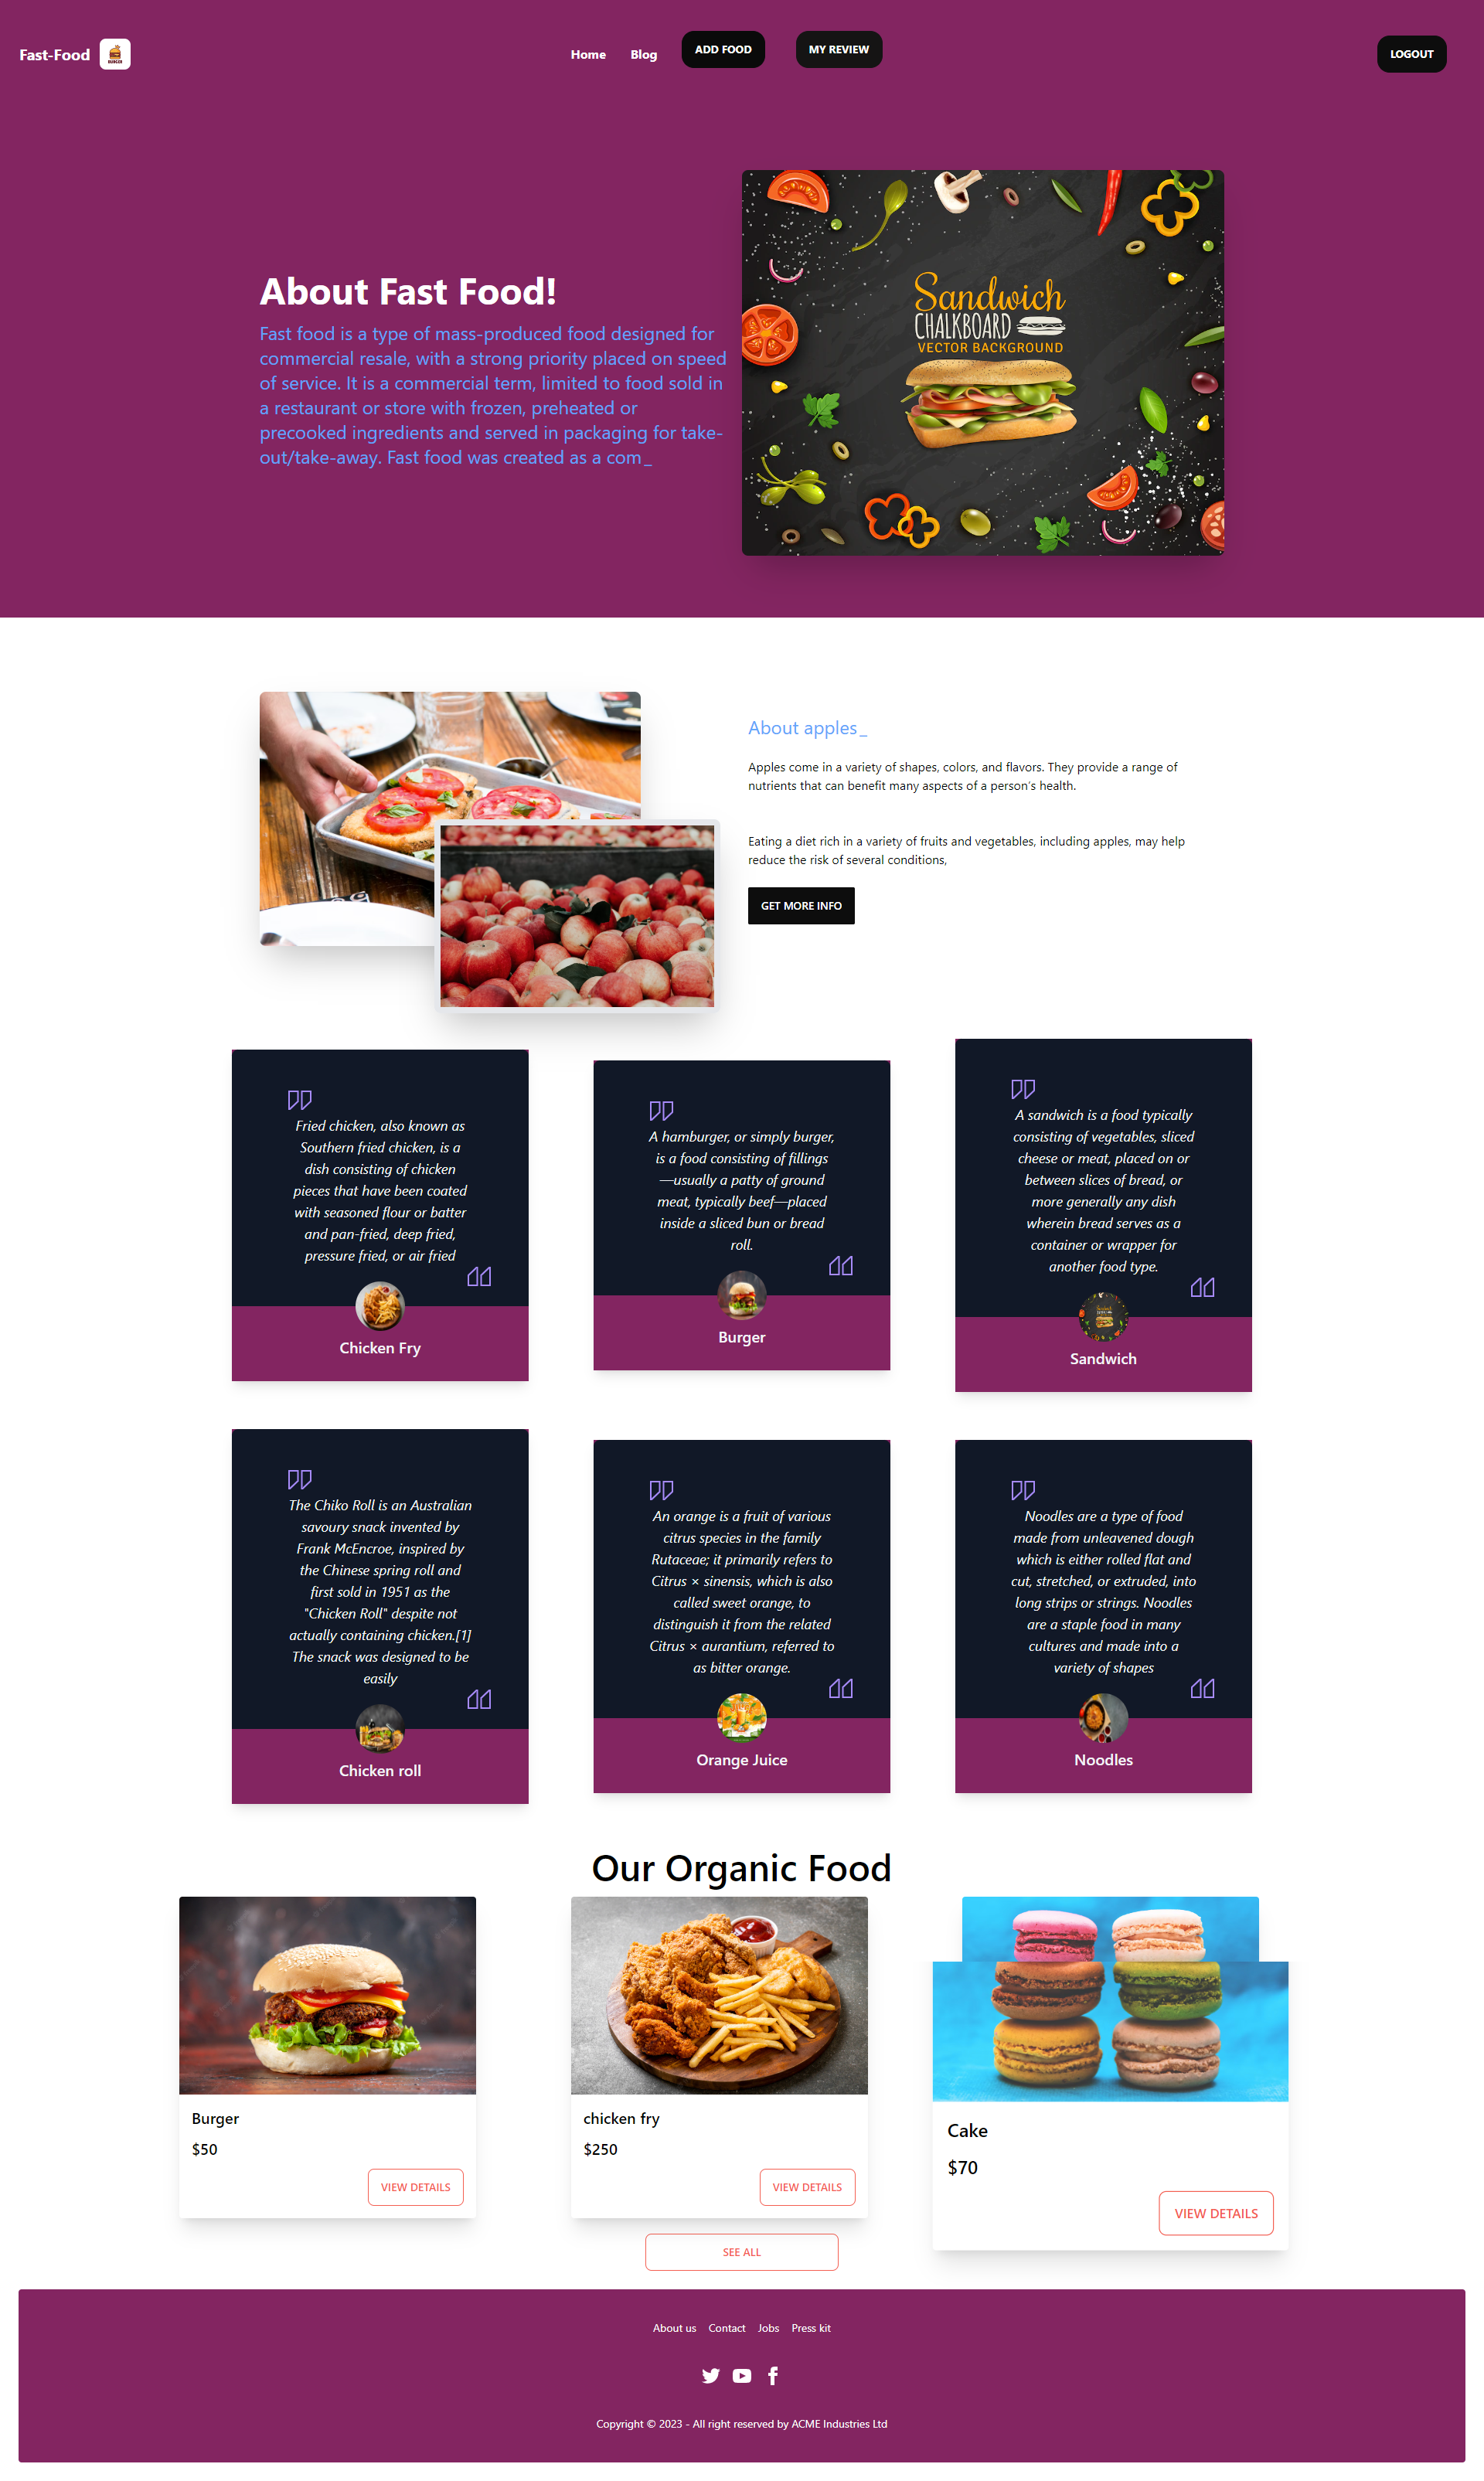 Fast-Food
BURGER
Home
Blog
ADD FOOD
MY REVIEW
LOGOUT
About Fast Food!
Fast food is a type of mass-produced food designed for
commercial resale, with a strong priority placed on speed
of service. It is a commercial term, limited to food sold in
a restaurant or store with frozen, preheated or
precooked ingredients and served in packaging for take-
out/take-away. Fast food was created as a com_
Sandwich
CHALKBOARD
VECTOR BACKGROUND
About apples_
Apples come in a variety of shapes, colors, and flavors. They provide a range of
nutrients that can benefit many aspects of a person's health.
Eating a diet rich in a variety of fruits and vegetables, including apples, may help
reduce the risk of several conditions,
GET MORE INFO
Fried chicken, also known as
Southern fried chicken, is a
dish consisting of chicken
pieces that have been coated
with seasoned flour or batter
and pan-fried, deep fried,
pressure fried, or air fried
Chicken Fry
A hamburger, or simply burger,
is a food consisting of fillings
—usually a patty of ground
meat, typically beef—placed
inside a sliced bun or bread
roll.
Burger
A sandwich is a food typically
consisting of vegetables, sliced
cheese or meat, placed on or
between slices of bread, or
more generally any dish
wherein bread serves as a
container or wrapper for
another food type.
Sandwich
The Chiko Roll is an Australian
savoury snack invented by
Frank McEncroe, inspired by
the Chinese spring roll and
first sold in 1951 as the
"Chicken Roll" despite not
actually containing chicken.[1]
The snack was designed to be
easily
Chicken roll
An orange is a fruit of various
citrus species in the family
Rutaceae; it primarily refers to
Citrus × sinensis, which is also
called sweet orange, to
distinguish it from the related
Citrus × aurantium, referred to
as bitter orange.
Orange Juice
Noodles are a type of food
made from unleavened dough
which is either rolled flat and
cut, stretched, or extruded, into
long strips or strings. Noodles
are a staple food in many
cultures and made into a
variety of shapes
Noodles
Our Organic Food
Burger
$50
VIEW DETAILS
chicken fry
$250
VIEW DETAILS
Cake
$70
VIEW DETAILS
SEE ALL
About us
Contact
Jobs
Press kit
Copyright © 2023 - All right reserved by ACME Industries Ltd